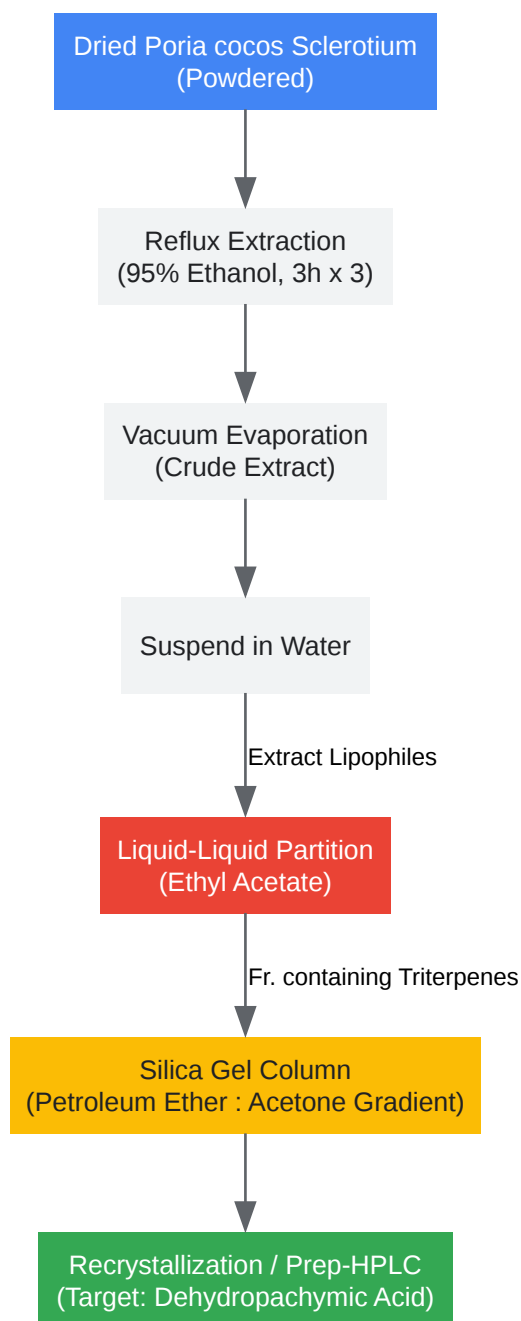 Dried Poria cocos Sclerotium
(Powdered)
Reflux Extraction
(95% Ethanol, 3h x 3)
Vacuum Evaporation
(Crude Extract)
Suspend in Water
Extract Lipophiles
Liquid-Liquid Partition
(Ethyl Acetate)
Fr. containing Triterpenes
Silica Gel Column
(Petroleum Ether : Acetone Gradient)
Recrystallization / Prep-HPLC
(Target: Dehydropachymic Acid)